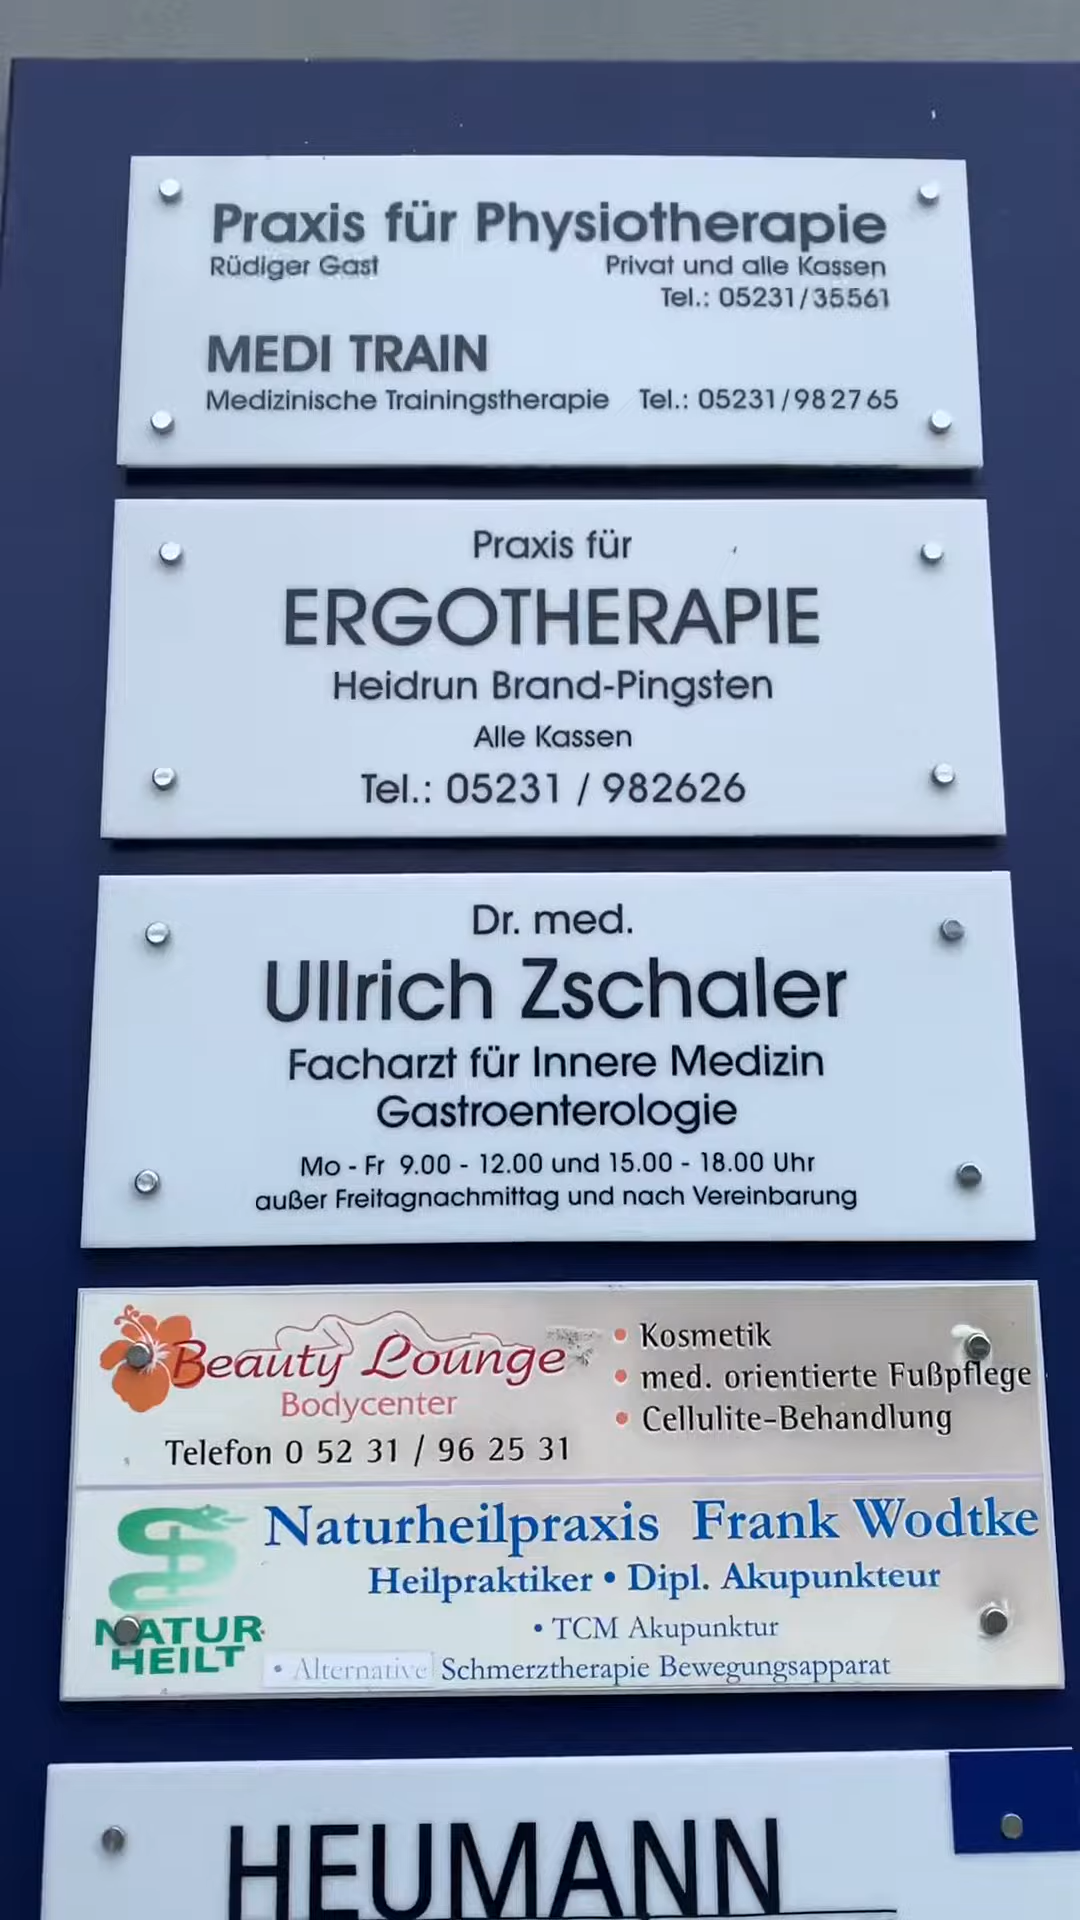 Praxis für Physiotherapie
Rüdiger Gast Privat und alle Kassen
Tel.: 05231/35561
MEDI TRAIN
Medizinische Trainingstherapie Tel.: 05231/982765
Praxis für
ERGOTHERAPIE
Heidrun Brand-Pingsten
Alle Kassen
Tel.: 05231 / 982626
Dr. med.
Ullrich Zschaler
Facharzt für Innere Medizin
Gastroenterologie
Mo - Fr 9.00 - 12.00 und 15.00 - 18.00 Uhr
außer Freitagnachmittag und nach Vereinbarung
Beauty Lounge
Bodycenter
Telefon 0 52 31 / 96 25 31
• Kosmetik
• med. orientierte Fußpflege
• Cellulite-Behandlung
NATUR
HEILT
Naturheilpraxis Frank Wodtke
Heilpraktiker • Dipl. Akupunkteur
• TCM Akupunktur
• Alternative Schmerztherapie Bewegungsapparat
HEUMANN